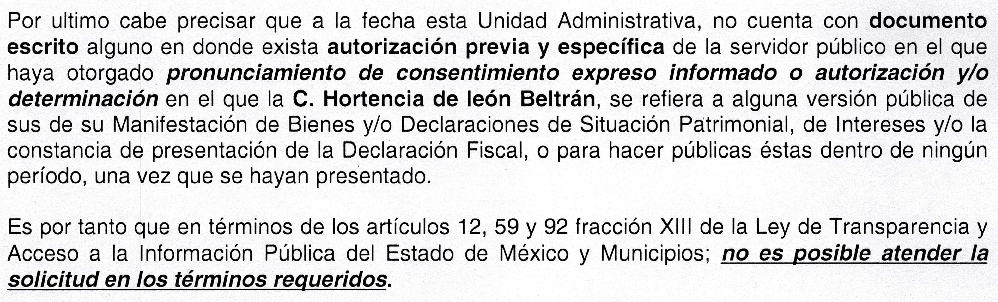 Por ultimo cabe precisar que a la fecha esta Unidad Administrativa, no cuenta con documento
escrito alguno en donde exista autorización previa y específica de la servidor público en el que
haya otorgado pronunciamiento de consentimiento expreso informado o autorización y/o
determinación en el que la C. Hortencia de león Beltrán, se refiera a alguna versión pública de
sus de su Manifestación de Bienes y/o Declaraciones de Situación Patrimonial, de Intereses y/o la
constancia de presentación de la Declaración Fiscal, o para hacer públicas éstas dentro de ningún
período, una vez que se hayan presentado.
Es por tanto que en términos de los artículos 12, 59 y 92 fracción XIII de la Ley de Transparencia y
Acceso a la Información Pública del Estado de México y Municipios; no es posible atender la
solicitud en los términos requeridos.